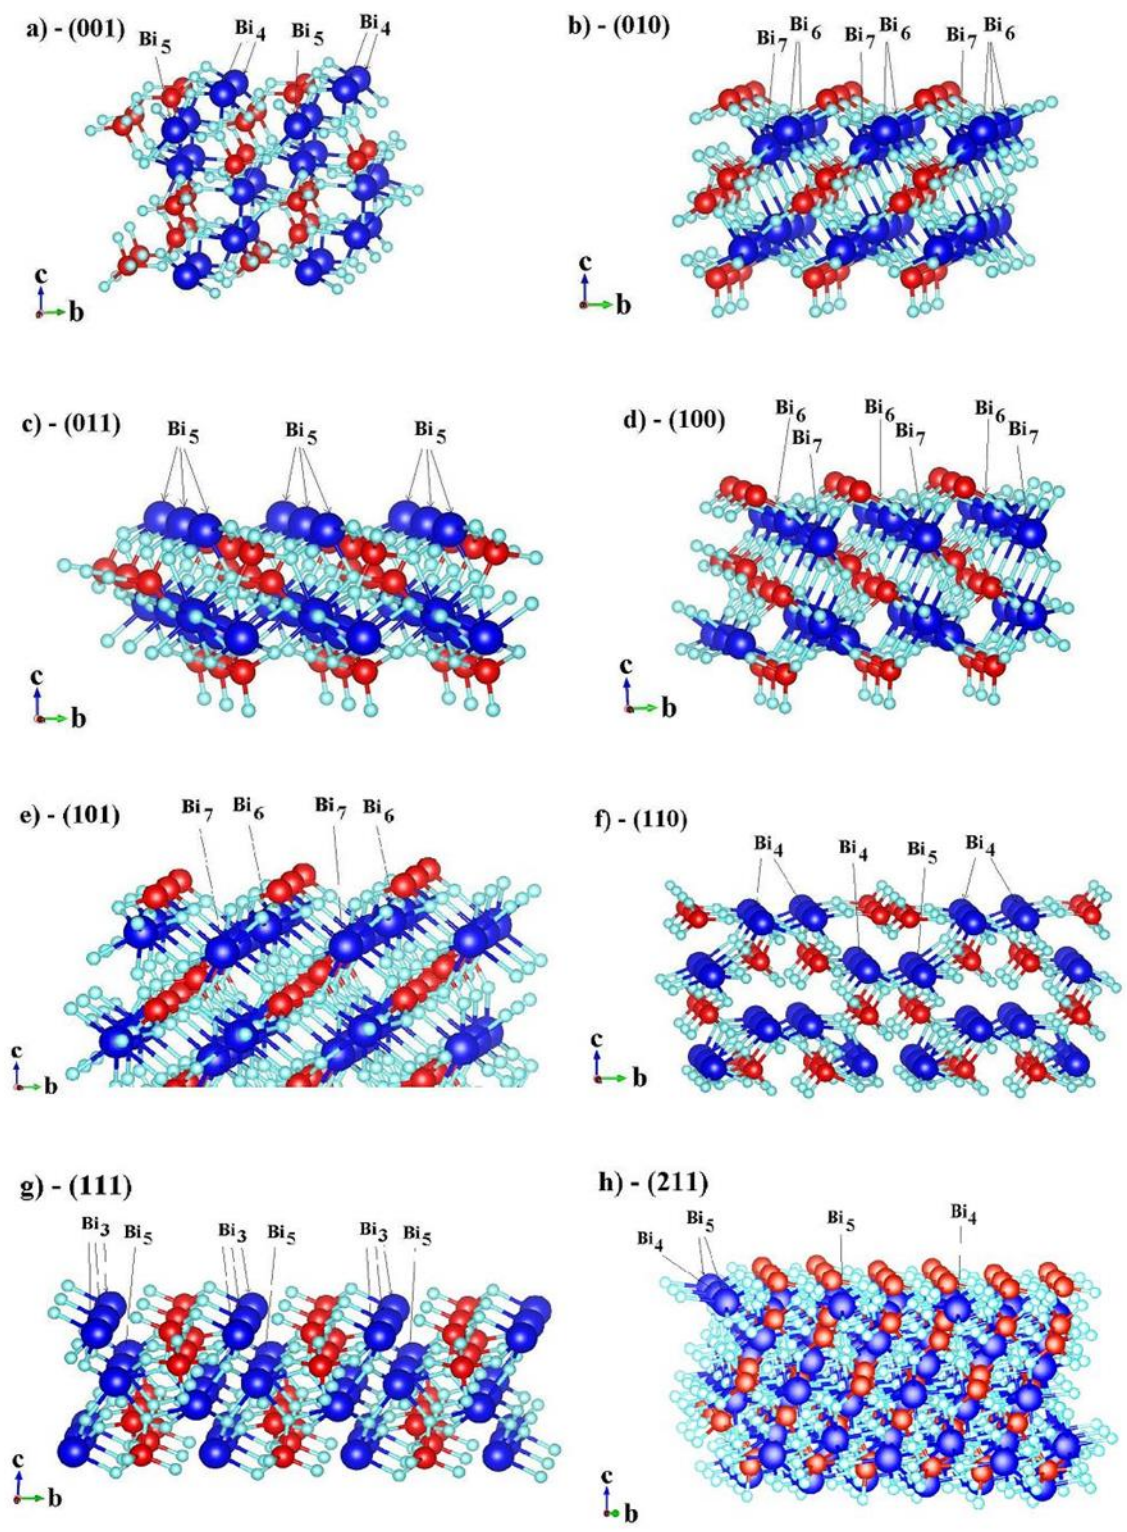 a) - (001)
Bi5 Bi4 Bi5 Bi4
c
b
b) - (010)
Bi7 Bi6 Bi7 Bi6 Bi7 Bi6
c
b
c) - (011)
Bi5 Bi5 Bi5
c
b
d) - (100)
Bi6 Bi6 Bi6
Bi7 Bi7 Bi7
c
b
e) - (101)
Bi7 Bi6 Bi7 Bi6
c
b
f) - (110)
Bi4 Bi4 Bi5 Bi4
c
b
g) - (111)
Bi3 Bi5 Bi3 Bi5 Bi3 Bi5
c
b
h) - (211)
Bi4 Bi5 Bi5 Bi4
c
b